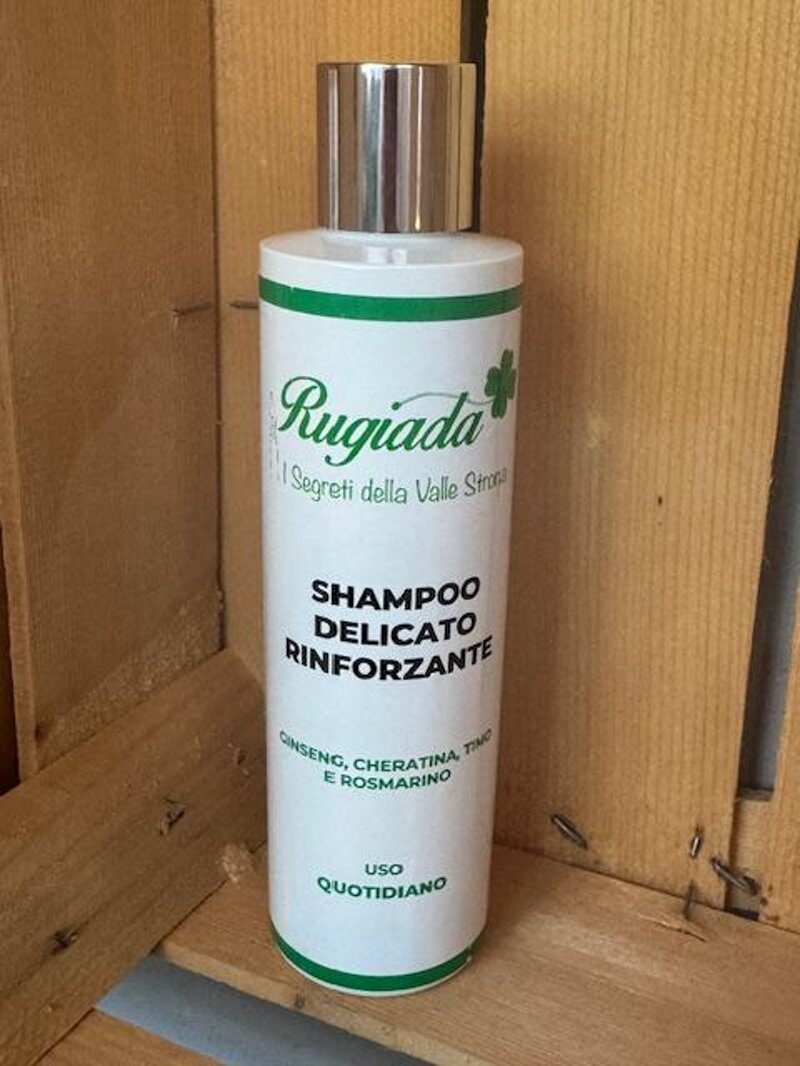 Rugiada
I Segreti della Valle Strona
SHAMPOO
DELICATO
RINFORZANTE
GINSENG, CHERATINA, TIMO
E ROSMARINO
USO
QUOTIDIANO